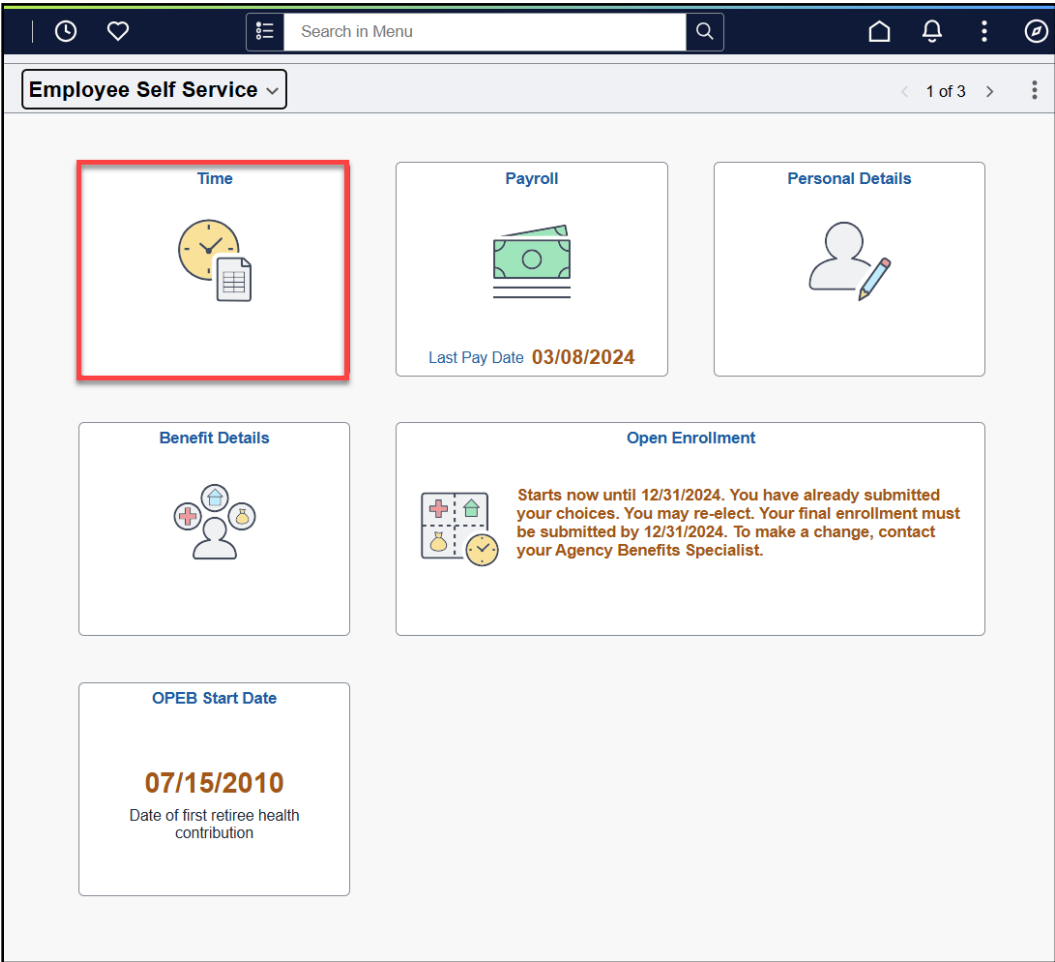 Search in Menu
Employee Self Service
1 of 3
Time
Payroll
Personal Details
Last Pay Date 03/08/2024
Benefit Details
Open Enrollment
Starts now until 12/31/2024. You have already submitted
your choices. You may re-elect. Your final enrollment must
be submitted by 12/31/2024. To make a change, contact
your Agency Benefits Specialist.
OPEB Start Date
07/15/2010
Date of first retiree health
contribution